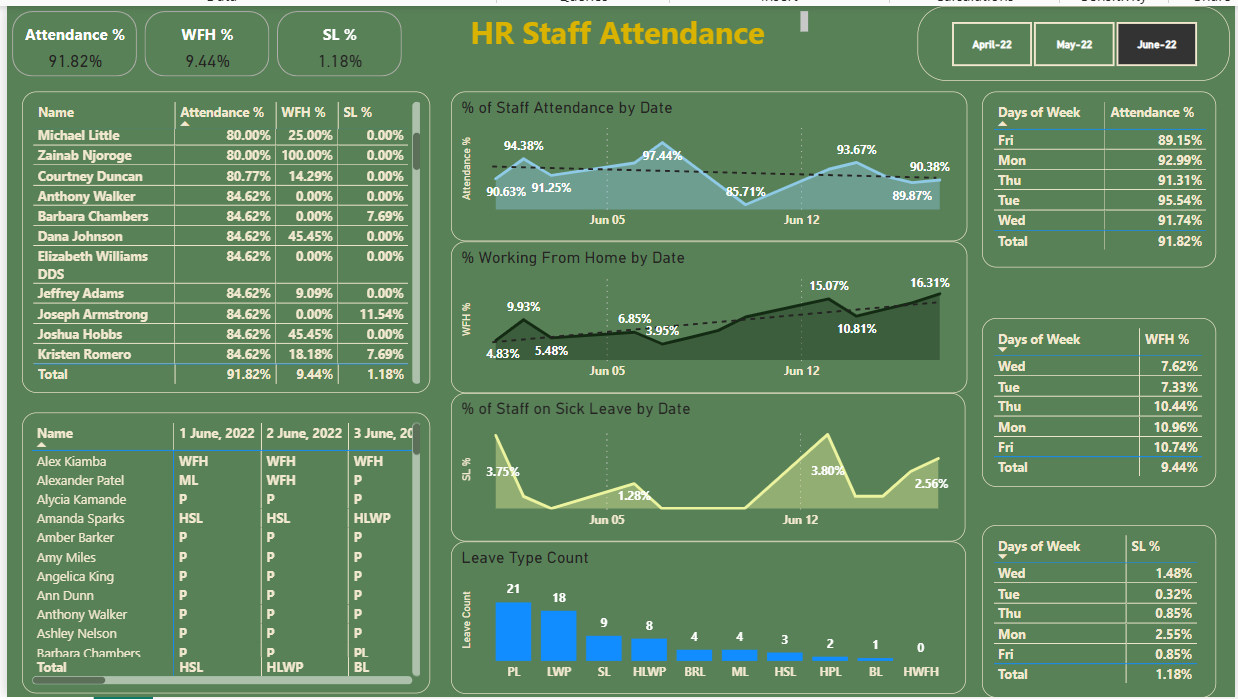 Attendance %
91.82%
WFH %
9.44%
SL %
1.18%
HR Staff Attendance
April-22
May-22
June-22
Name Attendance % WFH % SL %
Michael Little 80.00% 25.00% 0.00%
Zainab Njoroge 80.00% 100.00% 0.00%
Courtney Duncan 80.77% 14.29% 0.00%
Anthony Walker 84.62% 0.00% 0.00%
Barbara Chambers 84.62% 0.00% 7.69%
Dana Johnson 84.62% 45.45% 0.00%
Elizabeth Williams 84.62% 0.00% 0.00%
DDS
Jeffrey Adams 84.62% 9.09% 0.00%
Joseph Armstrong 84.62% 0.00% 11.54%
Joshua Hobbs 84.62% 45.45% 0.00%
Kristen Romero 84.62% 18.18% 7.69%
Total 91.82% 9.44% 1.18%
Name 1 June, 2022 2 June, 2022 3 June, 20
Alex Kiamba WFH WFH WFH
Alexander Patel ML WFH P
Alycia Kamande P P P
Amanda Sparks HSL HSL HLWP
Amber Barker P P P
Amy Miles P P P
Angelica King P P P
Ann Dunn P P P
Anthony Walker P P P
Ashley Nelson P P P
Barbara Chambers P P PL
Total HSL HLWP BL
% of Staff Attendance by Date
Attendance %
90.63%
94.38%
91.25%
97.44%
85.71%
93.67%
89.87%
90.38%
Jun 05
Jun 12
% Working From Home by Date
WFH %
4.83%
9.93%
5.48%
6.85%
3.95%
15.07%
10.81%
16.31%
Jun 05
Jun 12
% of Staff on Sick Leave by Date
SL %
3.75%
1.28%
3.80%
2.56%
Jun 05
Jun 12
Leave Type Count
Leave Count
21
18
9
8
4
4
3
2
1
0
PL LWP SL HLWP BRL ML HSL HPL BL HWFH
Days of Week Attendance %
Fri 89.15%
Mon 92.99%
Thu 91.31%
Tue 95.54%
Wed 91.74%
Total 91.82%
Days of Week WFH %
Wed 7.62%
Tue 7.33%
Thu 10.44%
Mon 10.96%
Fri 10.74%
Total 9.44%
Days of Week SL %
Wed 1.48%
Tue 0.32%
Thu 0.85%
Mon 2.55%
Fri 0.85%
Total 1.18%